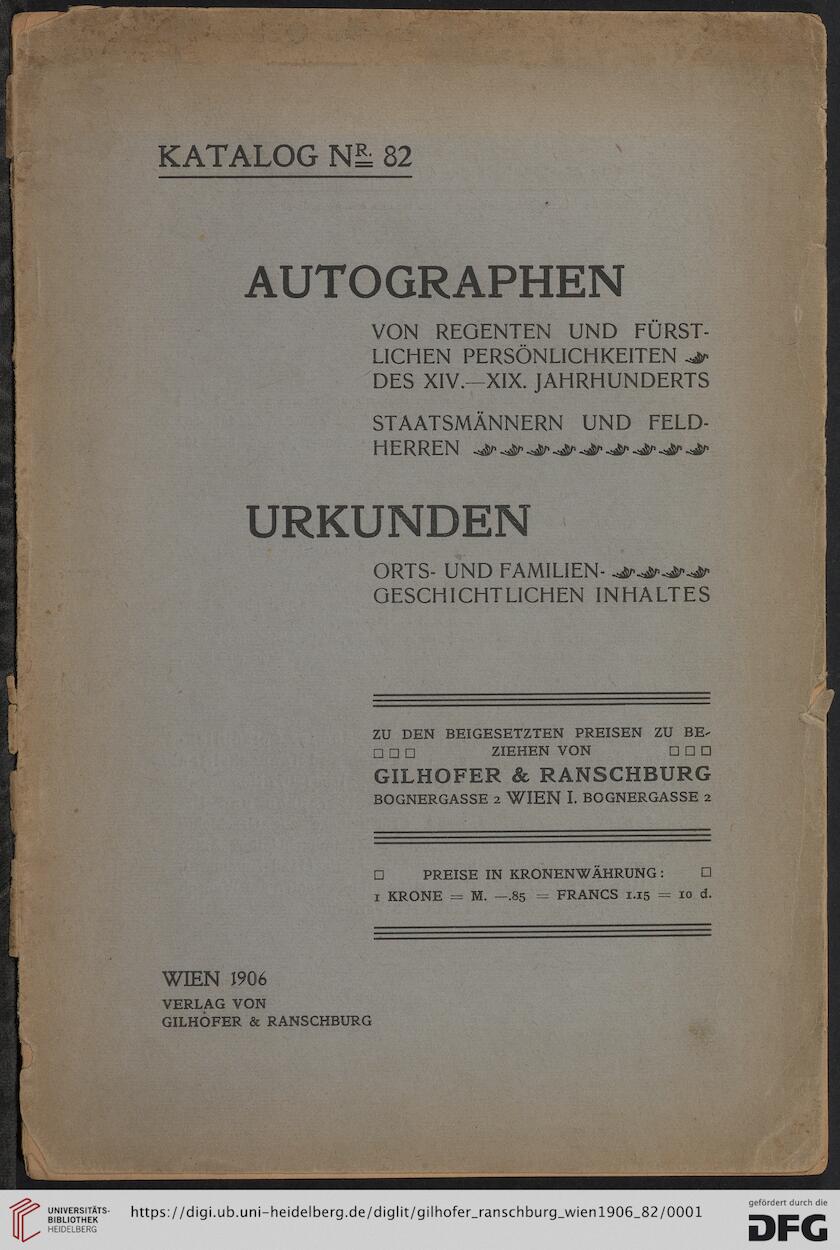 KATALOG NR. 82
AUTOGRAPHEN
VON REGENTEN UND FÜRST-
LICHEN PERSÖNLICHKEITEN
DES XIV.—XIX. JAHRHUNDERTS
STAATSMÄNNERN UND FELD-
HERREN
URKUNDEN
ORTS- UND FAMILIEN-
GESCHICHTLICHEN INHALTES
ZU DEN BEIGESETZTEN PREISEN ZU BE-
ZIEHEN VON
GILHOFER & RANSCHBURG
BOGNERGASSE 2 WIEN I. BOGNERGASSE 2
PREISE IN KRONENWÄHRUNG:
1 KRONE = M. —.85 = FRANCS 1.15 = 10 d.
WIEN 1906
VERLAG VON
GILHOFER & RANSCHBURG
UNIVERSITÄTS-
BIBLIOTHEK
HEIDELBERG
https://digi.ub.uni-heidelberg.de/diglit/gilhofer_ranschburg_wien1906_82/0001
gefördert durch die
DFG